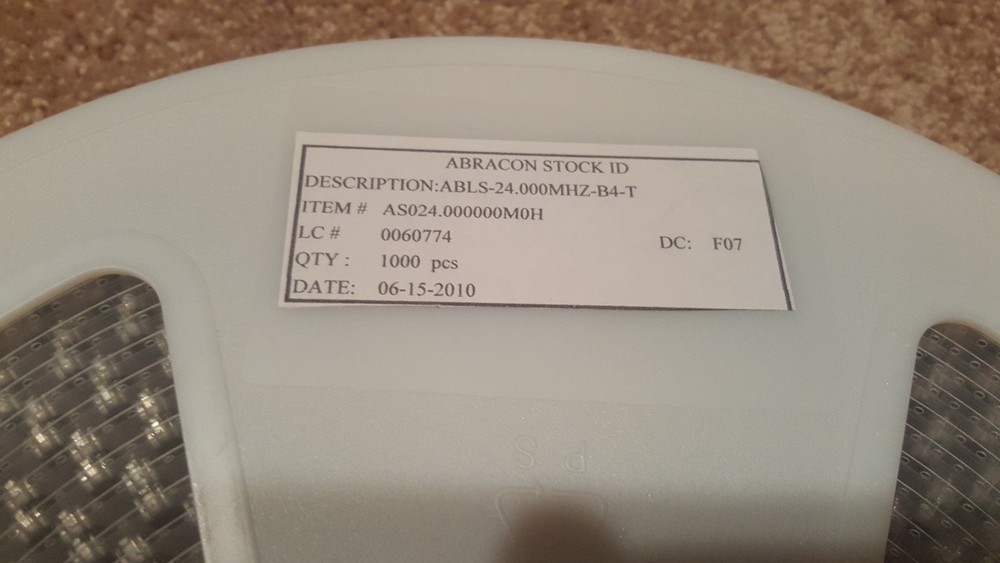 ABRACON STOCK ID
DESCRIPTION:ABLS-24.000MHZ-B4-T
ITEM # AS024.000000M0H
LC # 0060774
DC: F07
QTY : 1000 pcs
DATE: 06-15-2010
PS